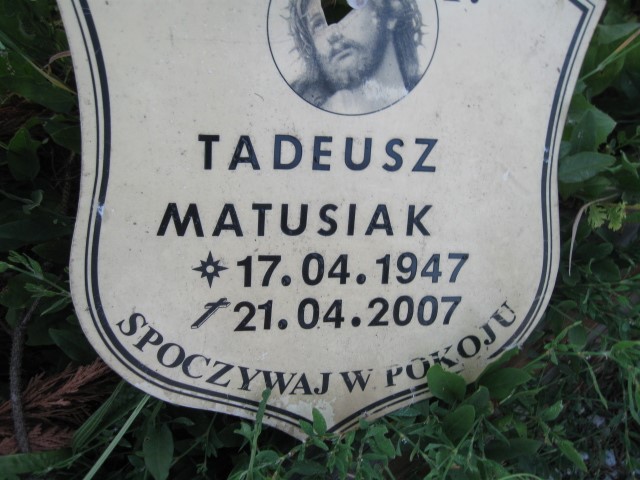 TADEUSZ
MATUSIAK
17.04.1947
21.04.2007
SPOCZYWAJ W POKOJU